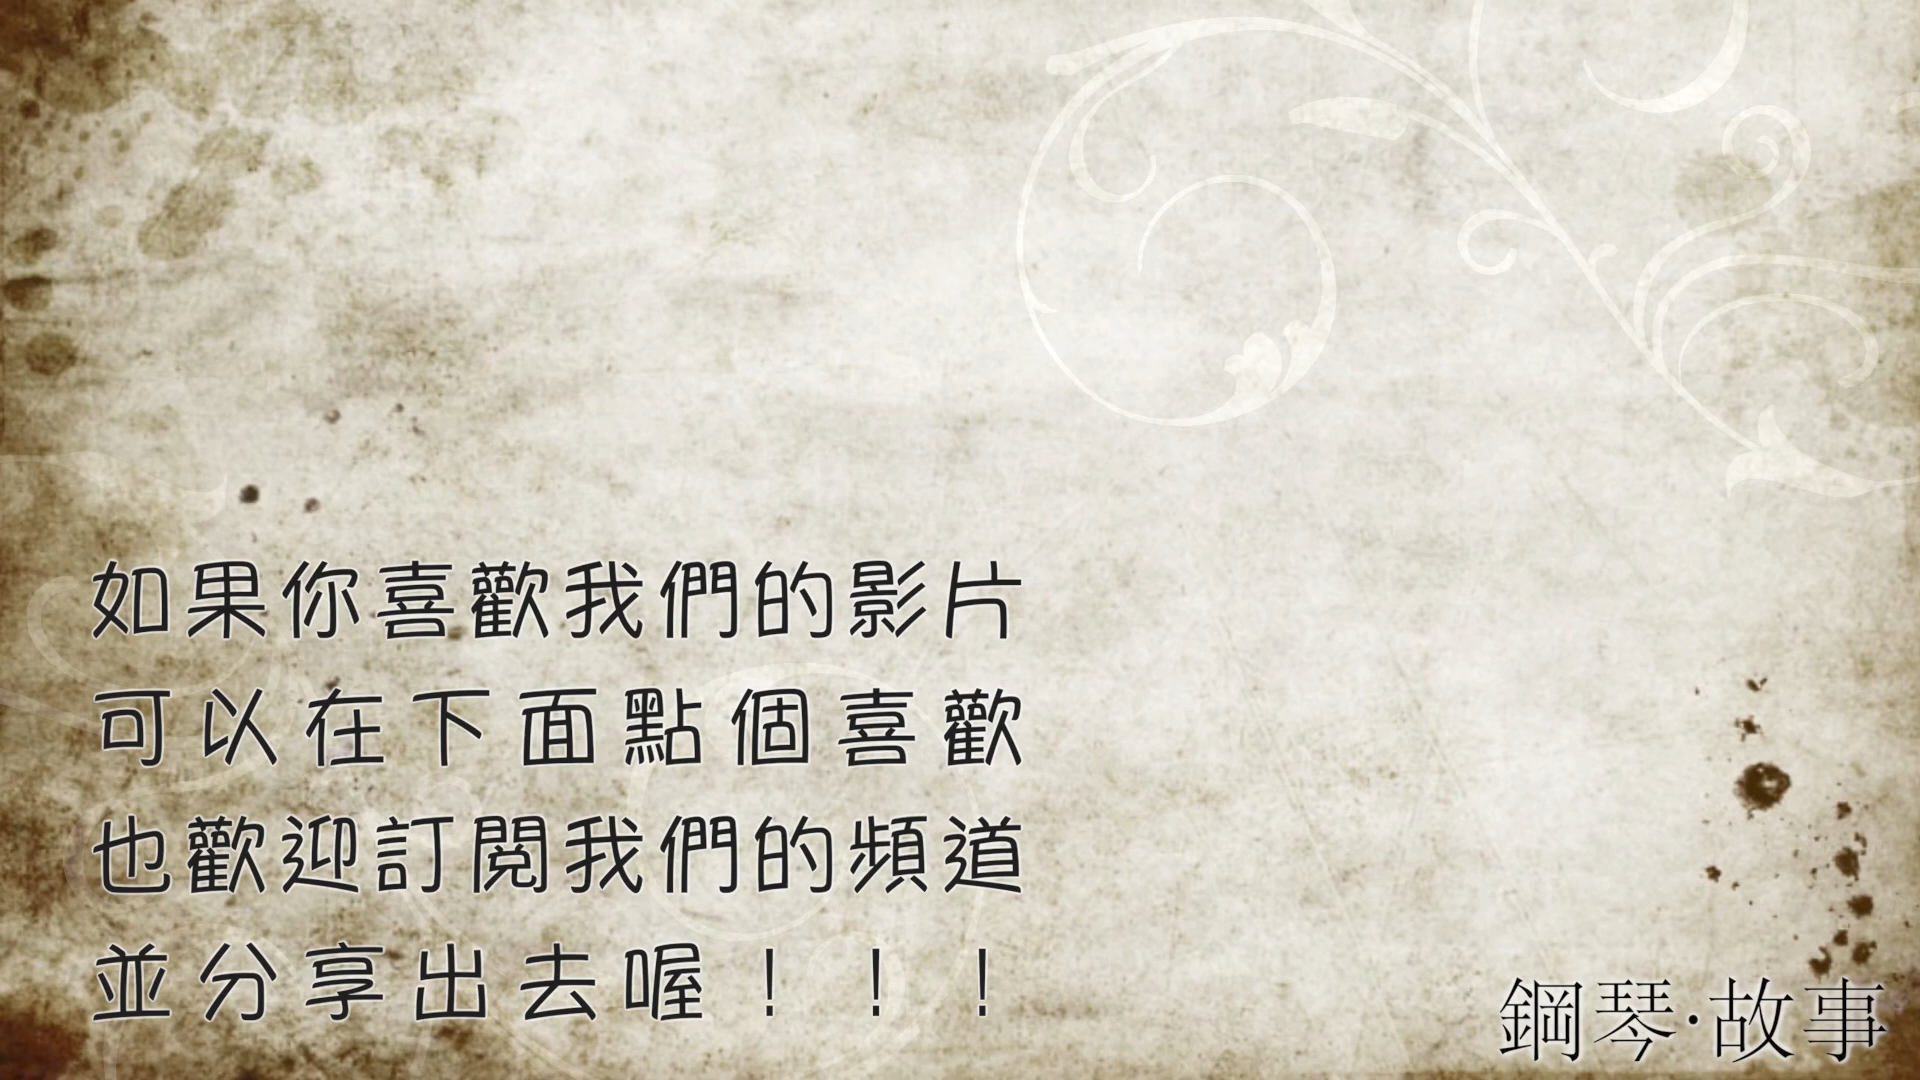 如果你喜歡我們的影片
可以在下面點個喜歡
也歡迎訂閱我們的頻道
並分享出去喔！！！
鋼琴·故事